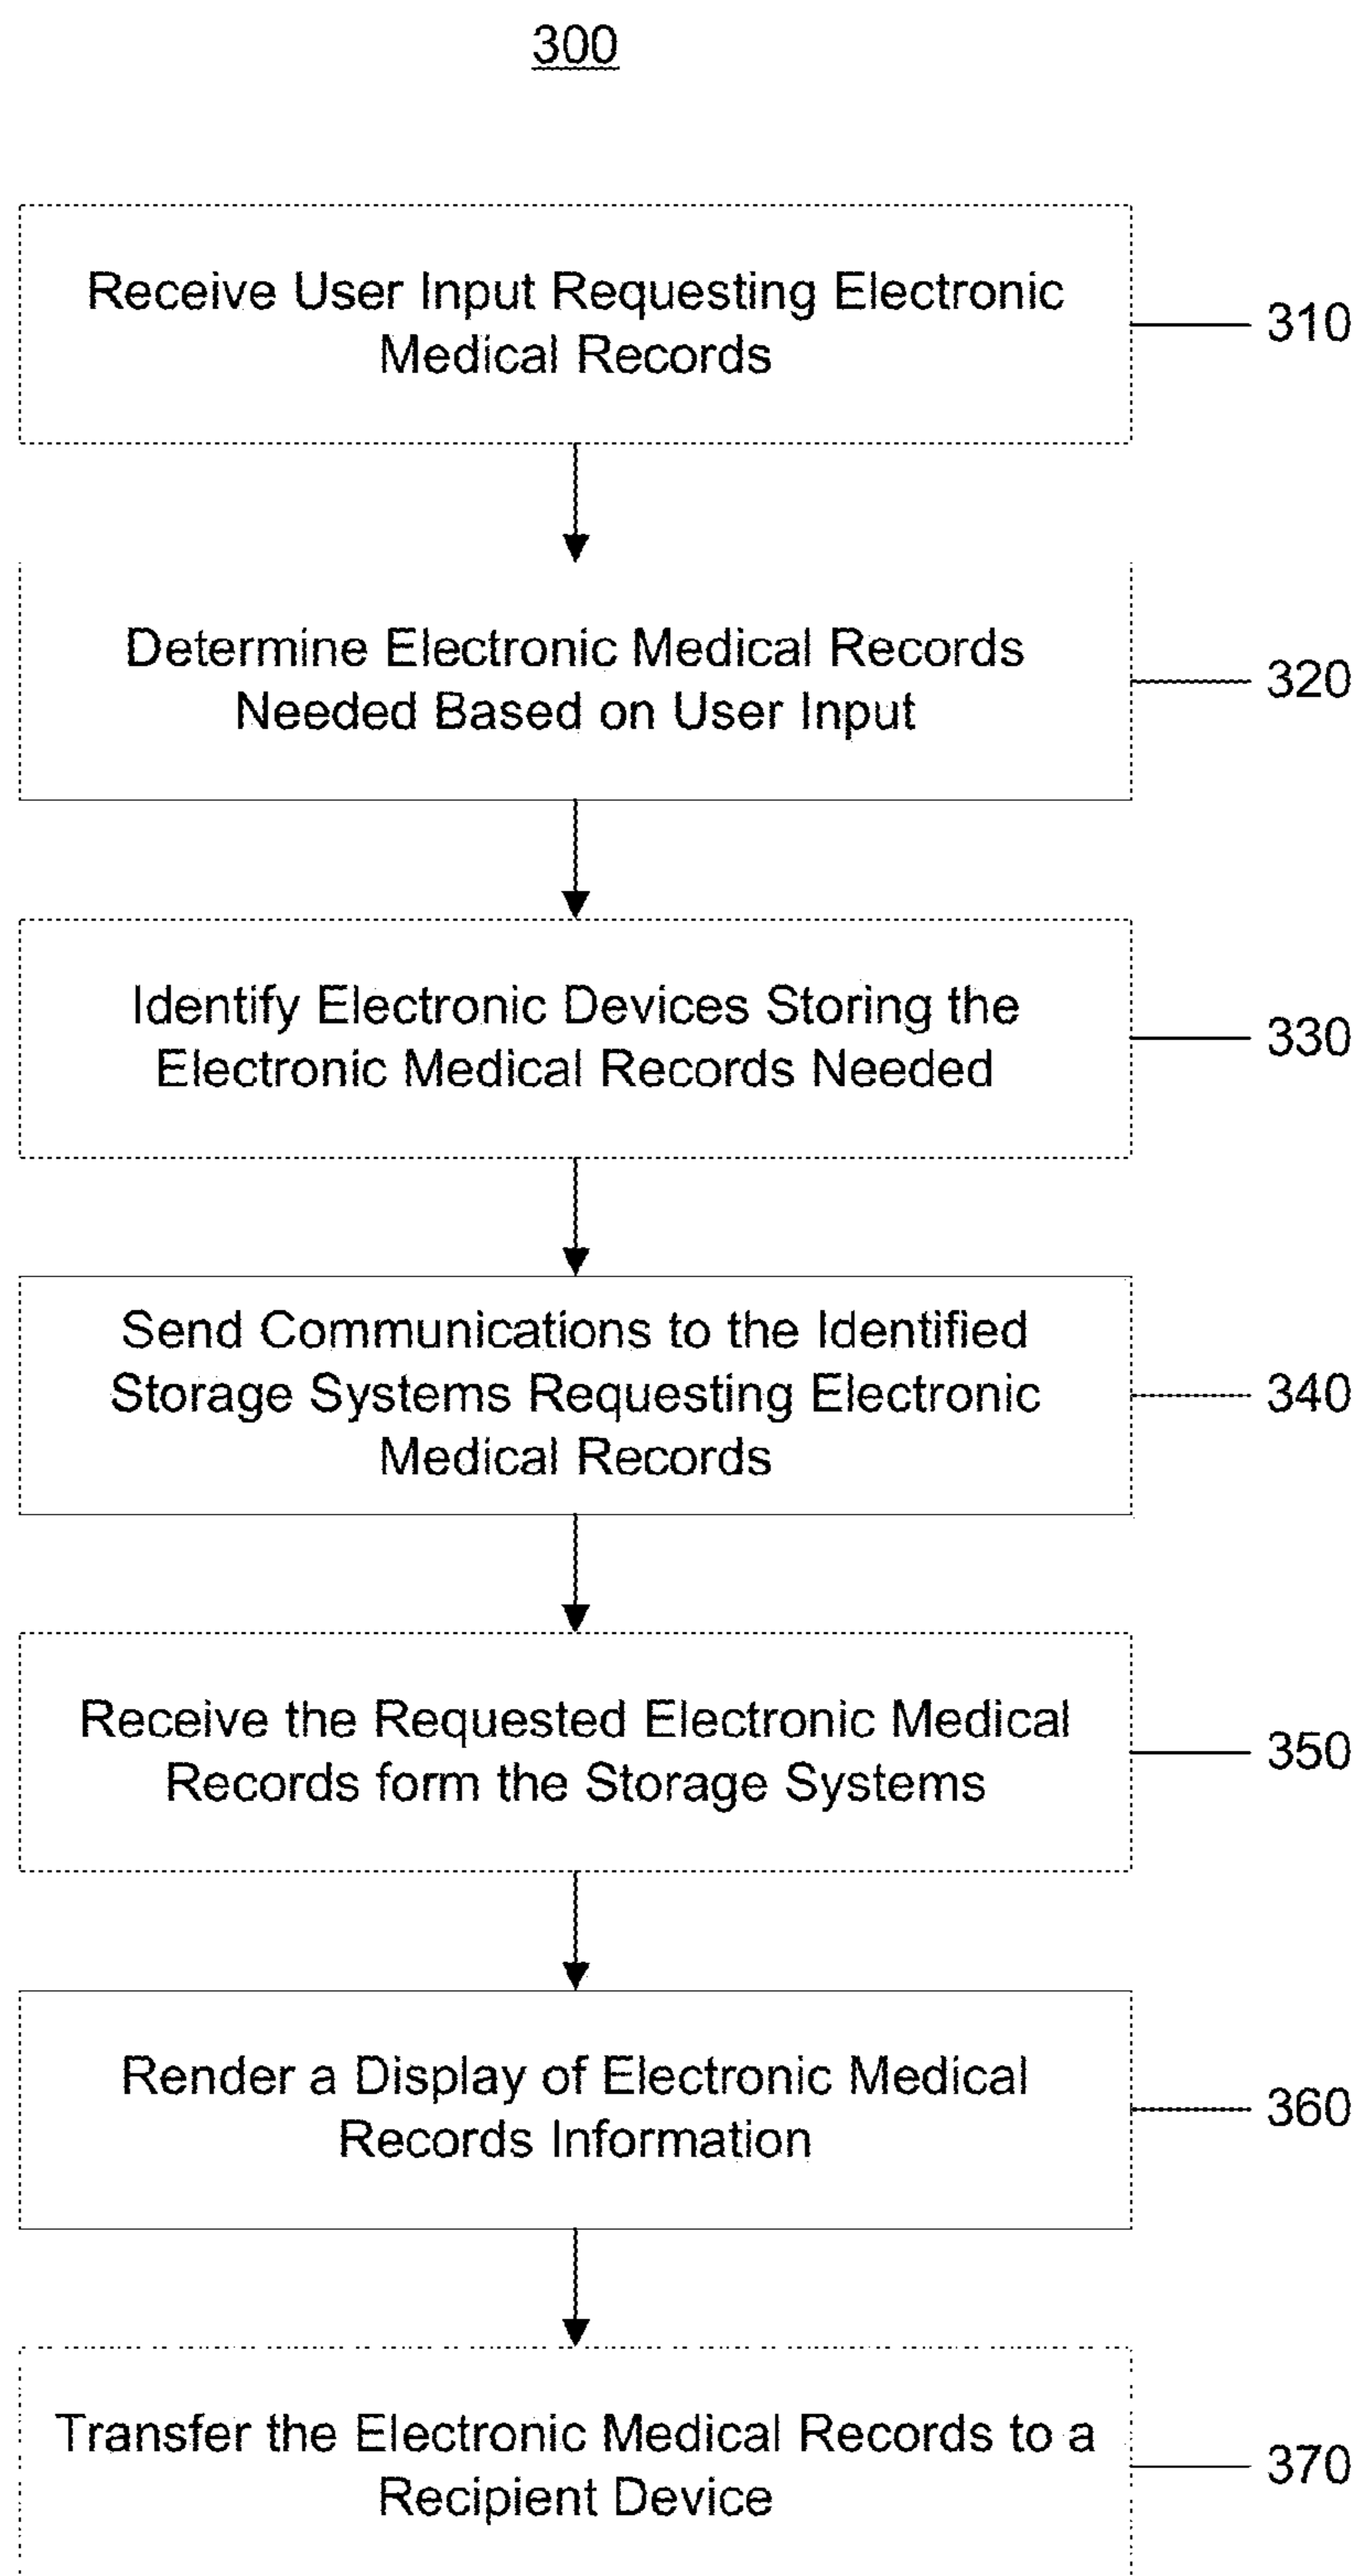 300
Receive User Input Requesting Electronic
Medical Records
310
Determine Electronic Medical Records
Needed Based on User Input
320
Identify Electronic Devices Storing the
Electronic Medical Records Needed
330
Send Communications to the Identified
Storage Systems Requesting Electronic
Medical Records
340
Receive the Requested Electronic Medical
Records form the Storage Systems
350
Render a Display of Electronic Medical
Records Information
360
Transfer the Electronic Medical Records to a
Recipient Device
370